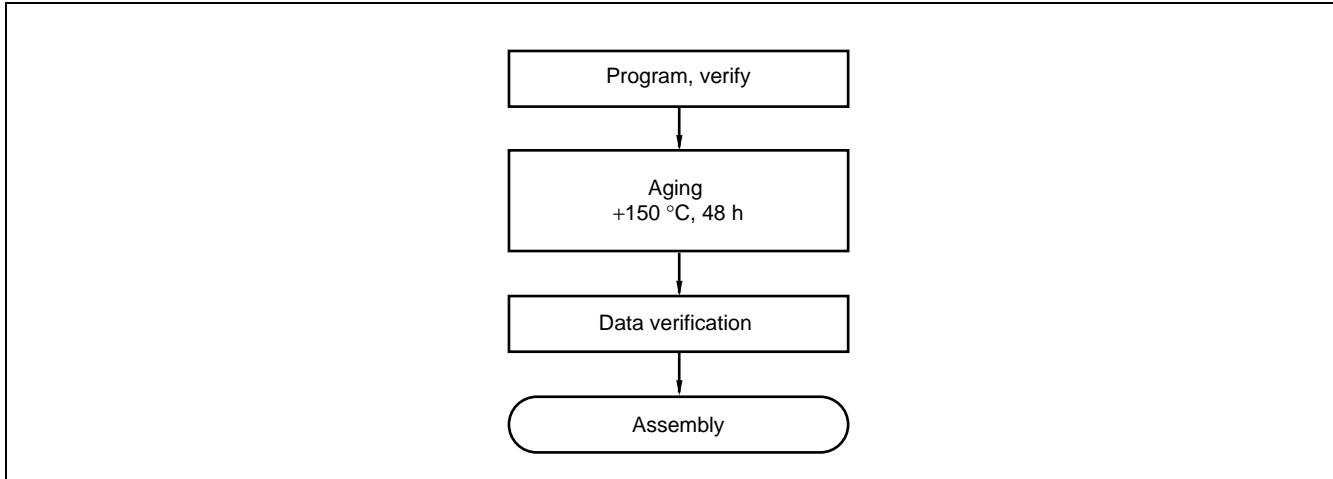 Program, verify
Aging
+150 °C, 48 h
Data verification
Assembly